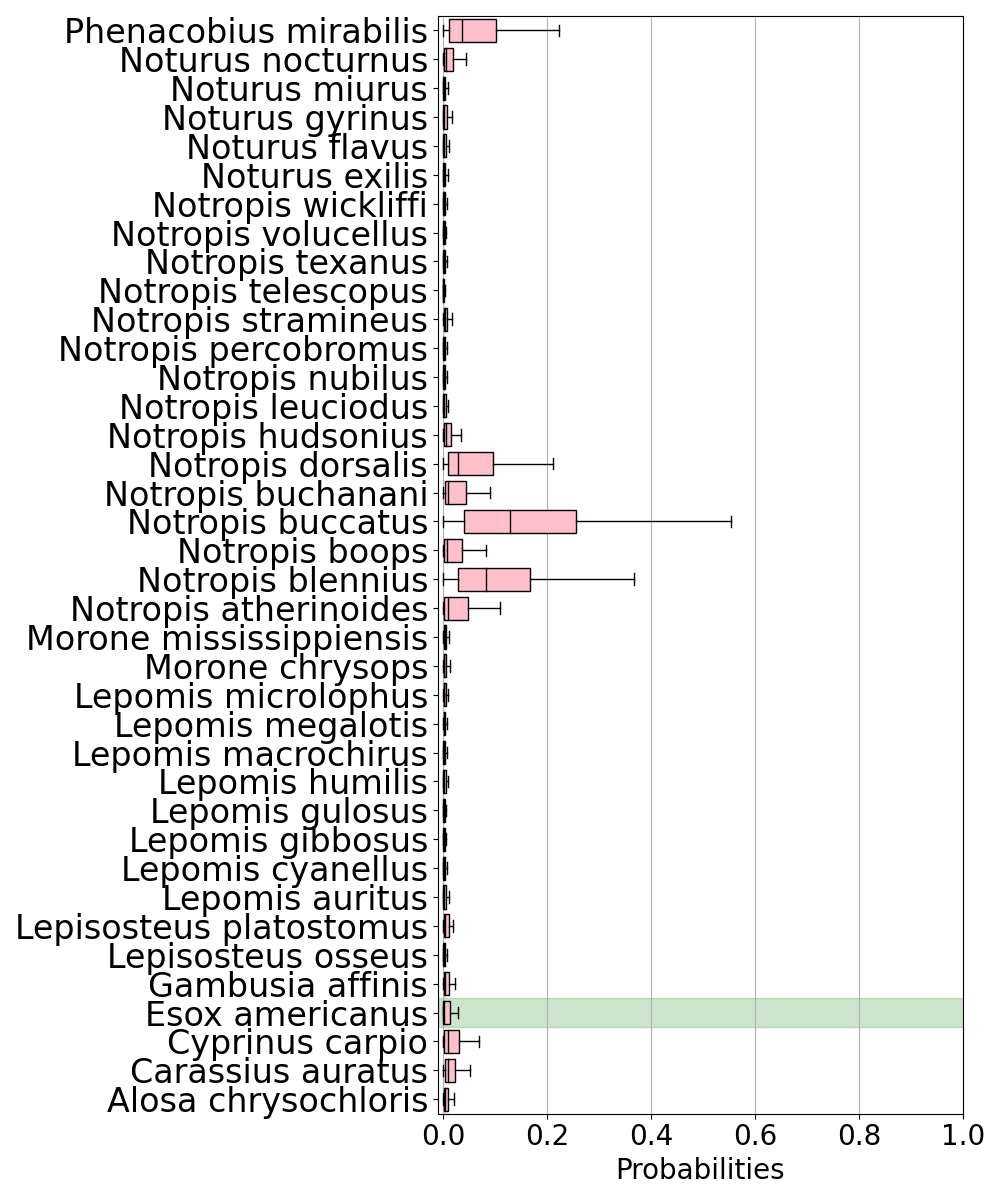 Phenacobius mirabilis
Noturus nocturnus
Noturus miurus
Noturus gyrinus
Noturus flavus
Noturus exilis
Notropis wickliffi
Notropis volucellus
Notropis texanus
Notropis telescopus
Notropis stramineus
Notropis percobromus
Notropis nubilus
Notropis leuciodus
Notropis hudsonius
Notropis dorsalis
Notropis buchanani
Notropis buccatus
Notropis boops
Notropis blennius
Notropis atherinoides
Morone mississippiensis
Morone chrysops
Lepomis microlophus
Lepomis megalotis
Lepomis macrochirus
Lepomis humilis
Lepomis gulosus
Lepomis gibbosus
Lepomis cyanellus
Lepomis auritus
Lepisosteus platostomus
Lepisosteus osseus
Gambusia affinis
Esox americanus
Cyprinus carpio
Carassius auratus
Alosa chrysochloris
0.0 0.2 0.4 0.6 0.8 1.0
Probabilities